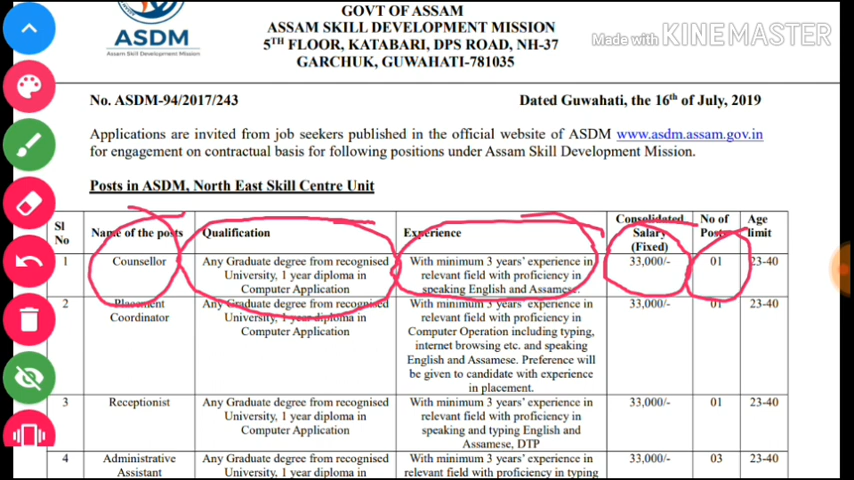 GOVT OF ASSAM
ASSAM SKILL DEVELOPMENT MISSION
5TH FLOOR, KATABARI, DPS ROAD, NH-37
GARCHUK, GUWAHATI-781035
ASDM
Assam Skill Development Mission
Made with KINEMASTER
No. ASDM-94/2017/243 Dated Guwahati, the 16th of July, 2019
Applications are invited from job seekers published in the official website of ASDM www.asdm.assam.gov.in
for engagement on contractual basis for following positions under Assam Skill Development Mission.
Posts in ASDM, North East Skill Centre Unit
Sl No Name of the posts Qualification Experience Consolidated Salary (Fixed) No of Posts Age limit
1 Counsellor Any Graduate degree from recognised University, 1 year diploma in Computer Application With minimum 3 years' experience in relevant field with proficiency in speaking English and Assamese. 33,000/- 01 23-40
2 Placement Coordinator Any Graduate degree from recognised University, 1 year diploma in Computer Application With minimum 3 years' experience in relevant field with proficiency in Computer Operation including typing, internet browsing etc. and speaking English and Assamese. Preference will be given to candidate with experience in placement. 33,000/- 01 23-40
3 Receptionist Any Graduate degree from recognised University, 1 year diploma in Computer Application With minimum 3 years' experience in relevant field with proficiency in speaking and typing English and Assamese, DTP 33,000/- 01 23-40
4 Administrative Assistant Any Graduate degree from recognised University, 1 year diploma in With minimum 3 years' experience in relevant field with proficiency in typing 33,000/- 03 23-40